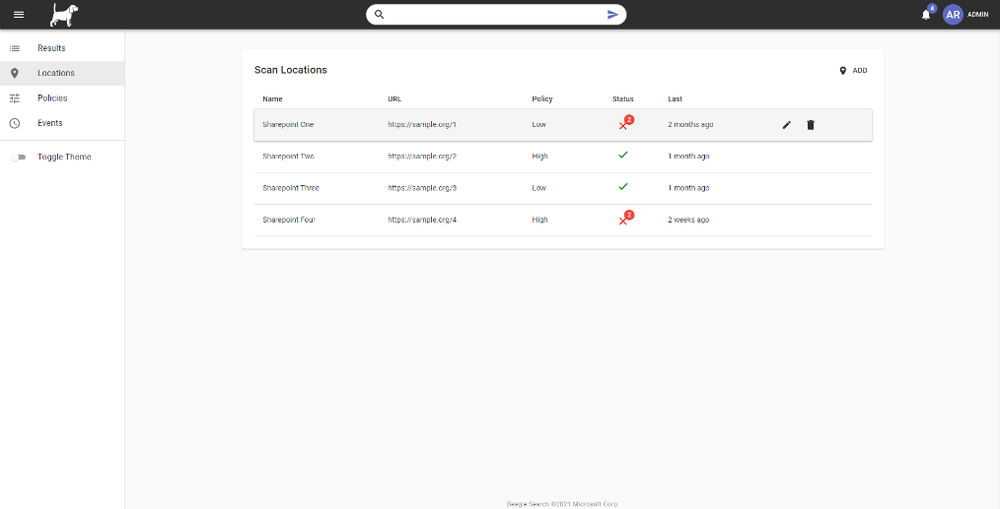 4
AR ADMIN
Results
Locations
Policies
Events
Toggle Theme
Scan Locations
ADD
Name URL Policy Status Last
Sharepoint One https://sample.org/1 Low 2 2 months ago
Sharepoint Two https://sample.org/2 High 1 month ago
Sharepoint Three https://sample.org/3 Low 1 month ago
Sharepoint Four https://sample.org/4 High 2 2 weeks ago
Beagle Search ©2021 Microsoft Corp.